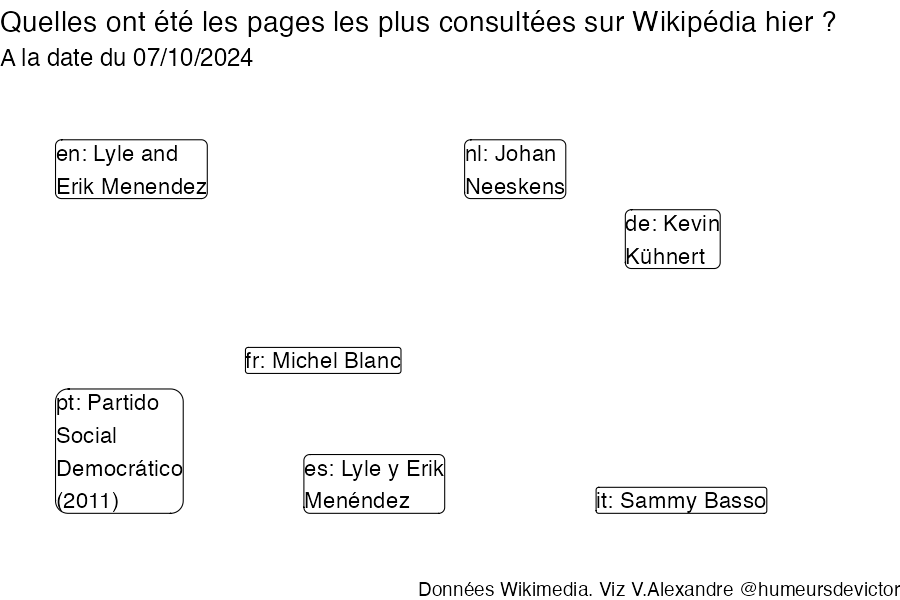 Quelles ont été les pages les plus consultées sur Wikipédia hier ?
A la date du 07/10/2024
en: Lyle and
Erik Menendez
nl: Johan
Neeskens
de: Kevin
Kühnert
fr: Michel Blanc
pt: Partido
Social
Democrático
(2011)
es: Lyle y Erik
Menéndez
it: Sammy Basso
Données Wikimedia. Viz V.Alexandre @humeursdevictor